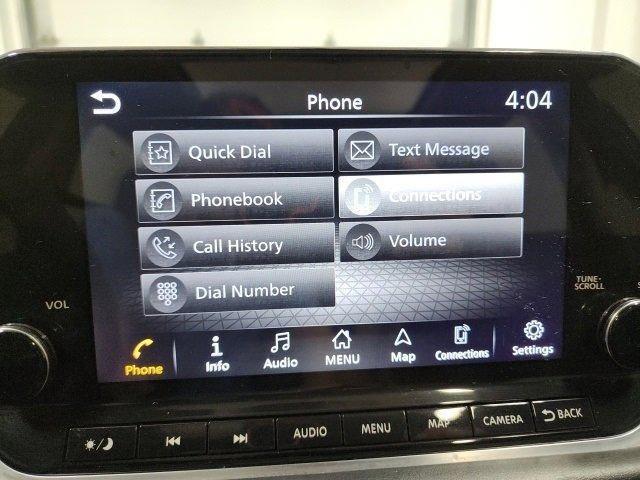 Phone
4:04
Quick Dial
Text Message
Phonebook
Connections
Call History
Volume
Dial Number
VOL
TUNE·
SCROLL
S
Phone
Info
Audio
MENU
Map
Connections
Settings
AUDIO
MENU
MAP
CAMERA
BACK